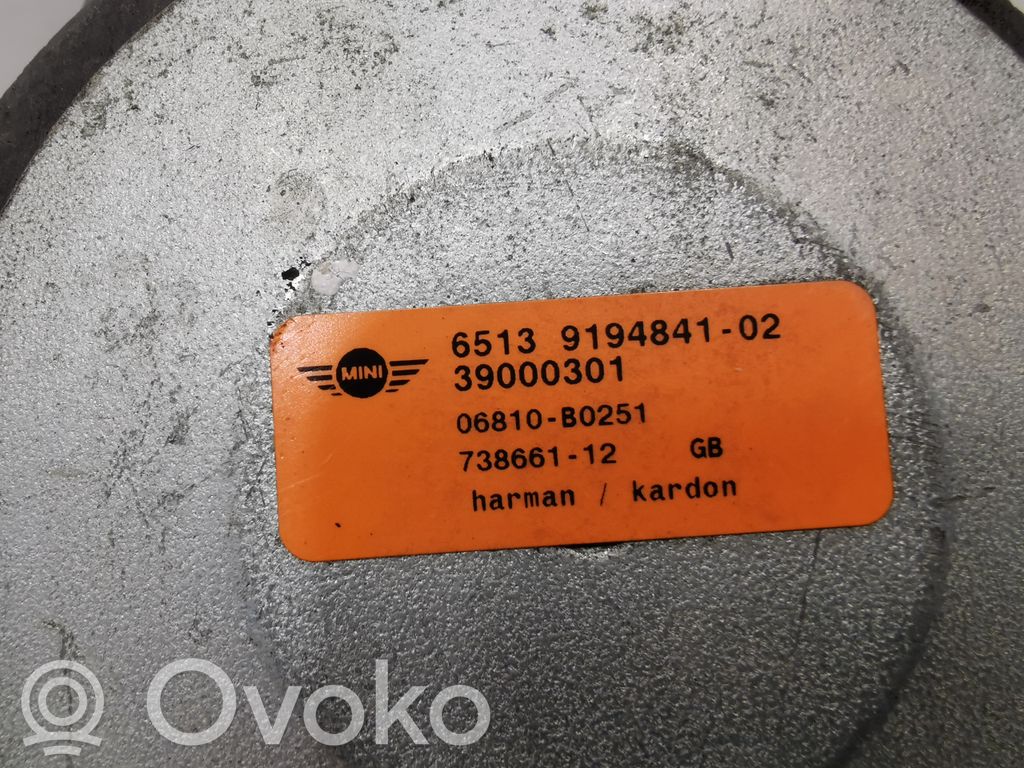 MINI
6513 9194841-02
39000301
06810-B0251
738661-12 GB
harman / kardon
R Ovoko